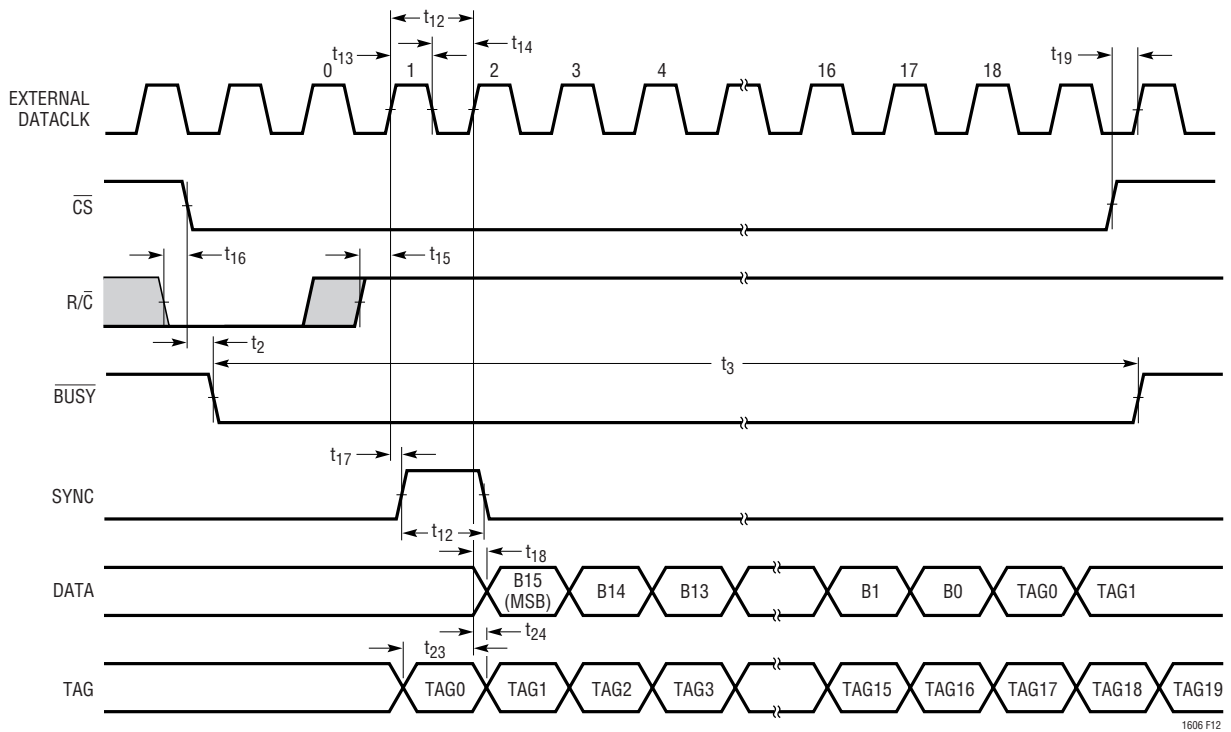 t12
t13
t14
t19
0 1 2 3 4 16 17 18
EXTERNAL
DATACLK
CS
t16
t15
R/C
t2
t3
BUSY
t17
SYNC
t12
t18
DATA
B15
(MSB)
B14 B13 B1 B0 TAG0 TAG1
t24
t23
TAG
TAG0 TAG1 TAG2 TAG3 TAG15 TAG16 TAG17 TAG18 TAG19
1606 F12